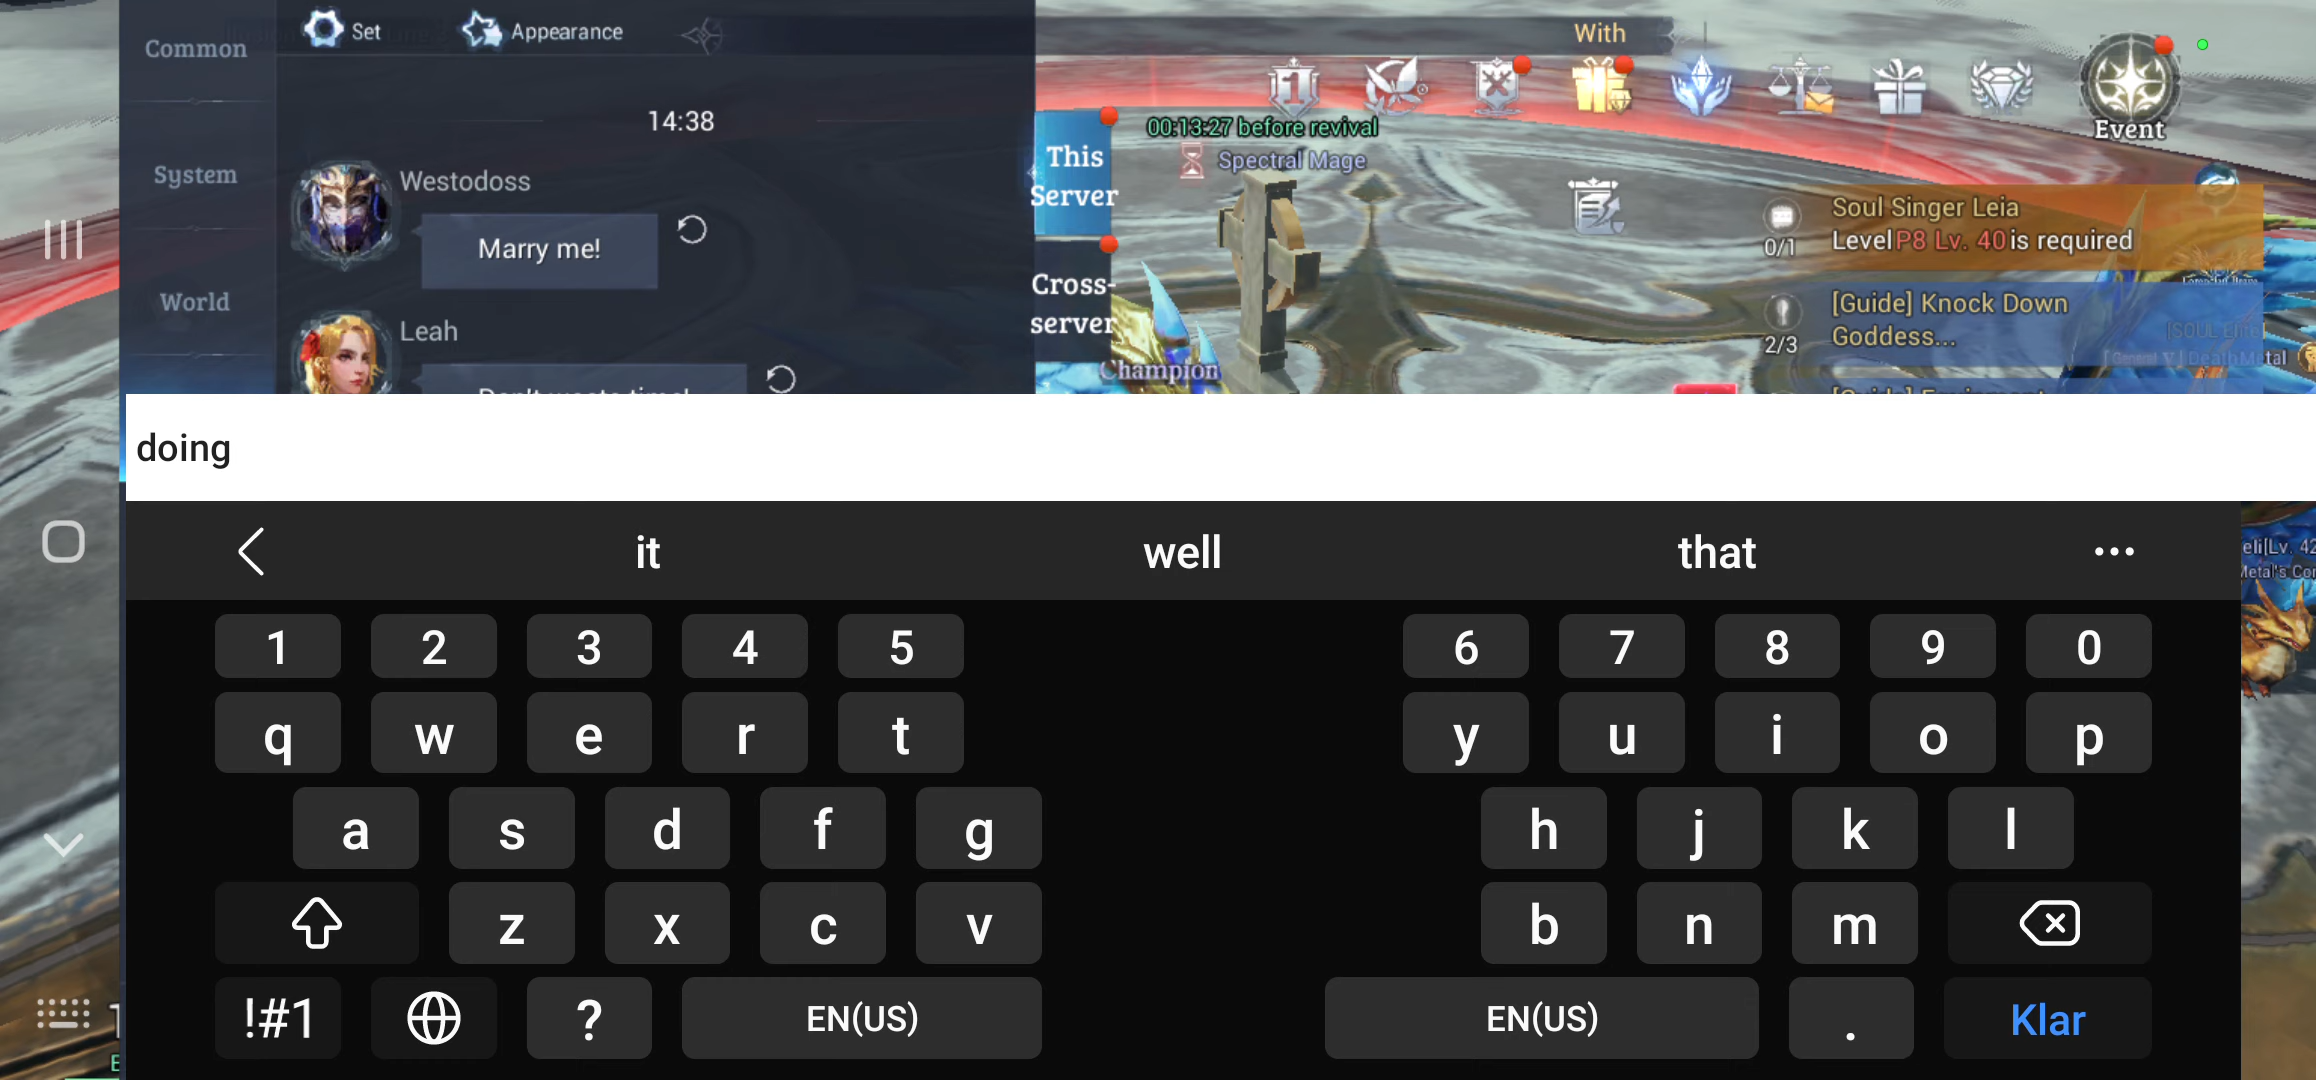 Common
Set
Appearance
With
14:38
System
Westodoss
Marry me!
World
Leah
This
Server
Cross-
server
00:13:27 before revival
Spectral Mage
Event
Soul Singer Leia
0/1
Level P8 Lv. 40 is required
[Guide] Knock Down
2/3
Goddess...
Champion
doing
it
well
that
1 2 3 4 5 6 7 8 9 0
q w e r t y u i o p
a s d f g h j k l
z x c v b n m
!#1
?
EN(US)
EN(US)
.
Klar